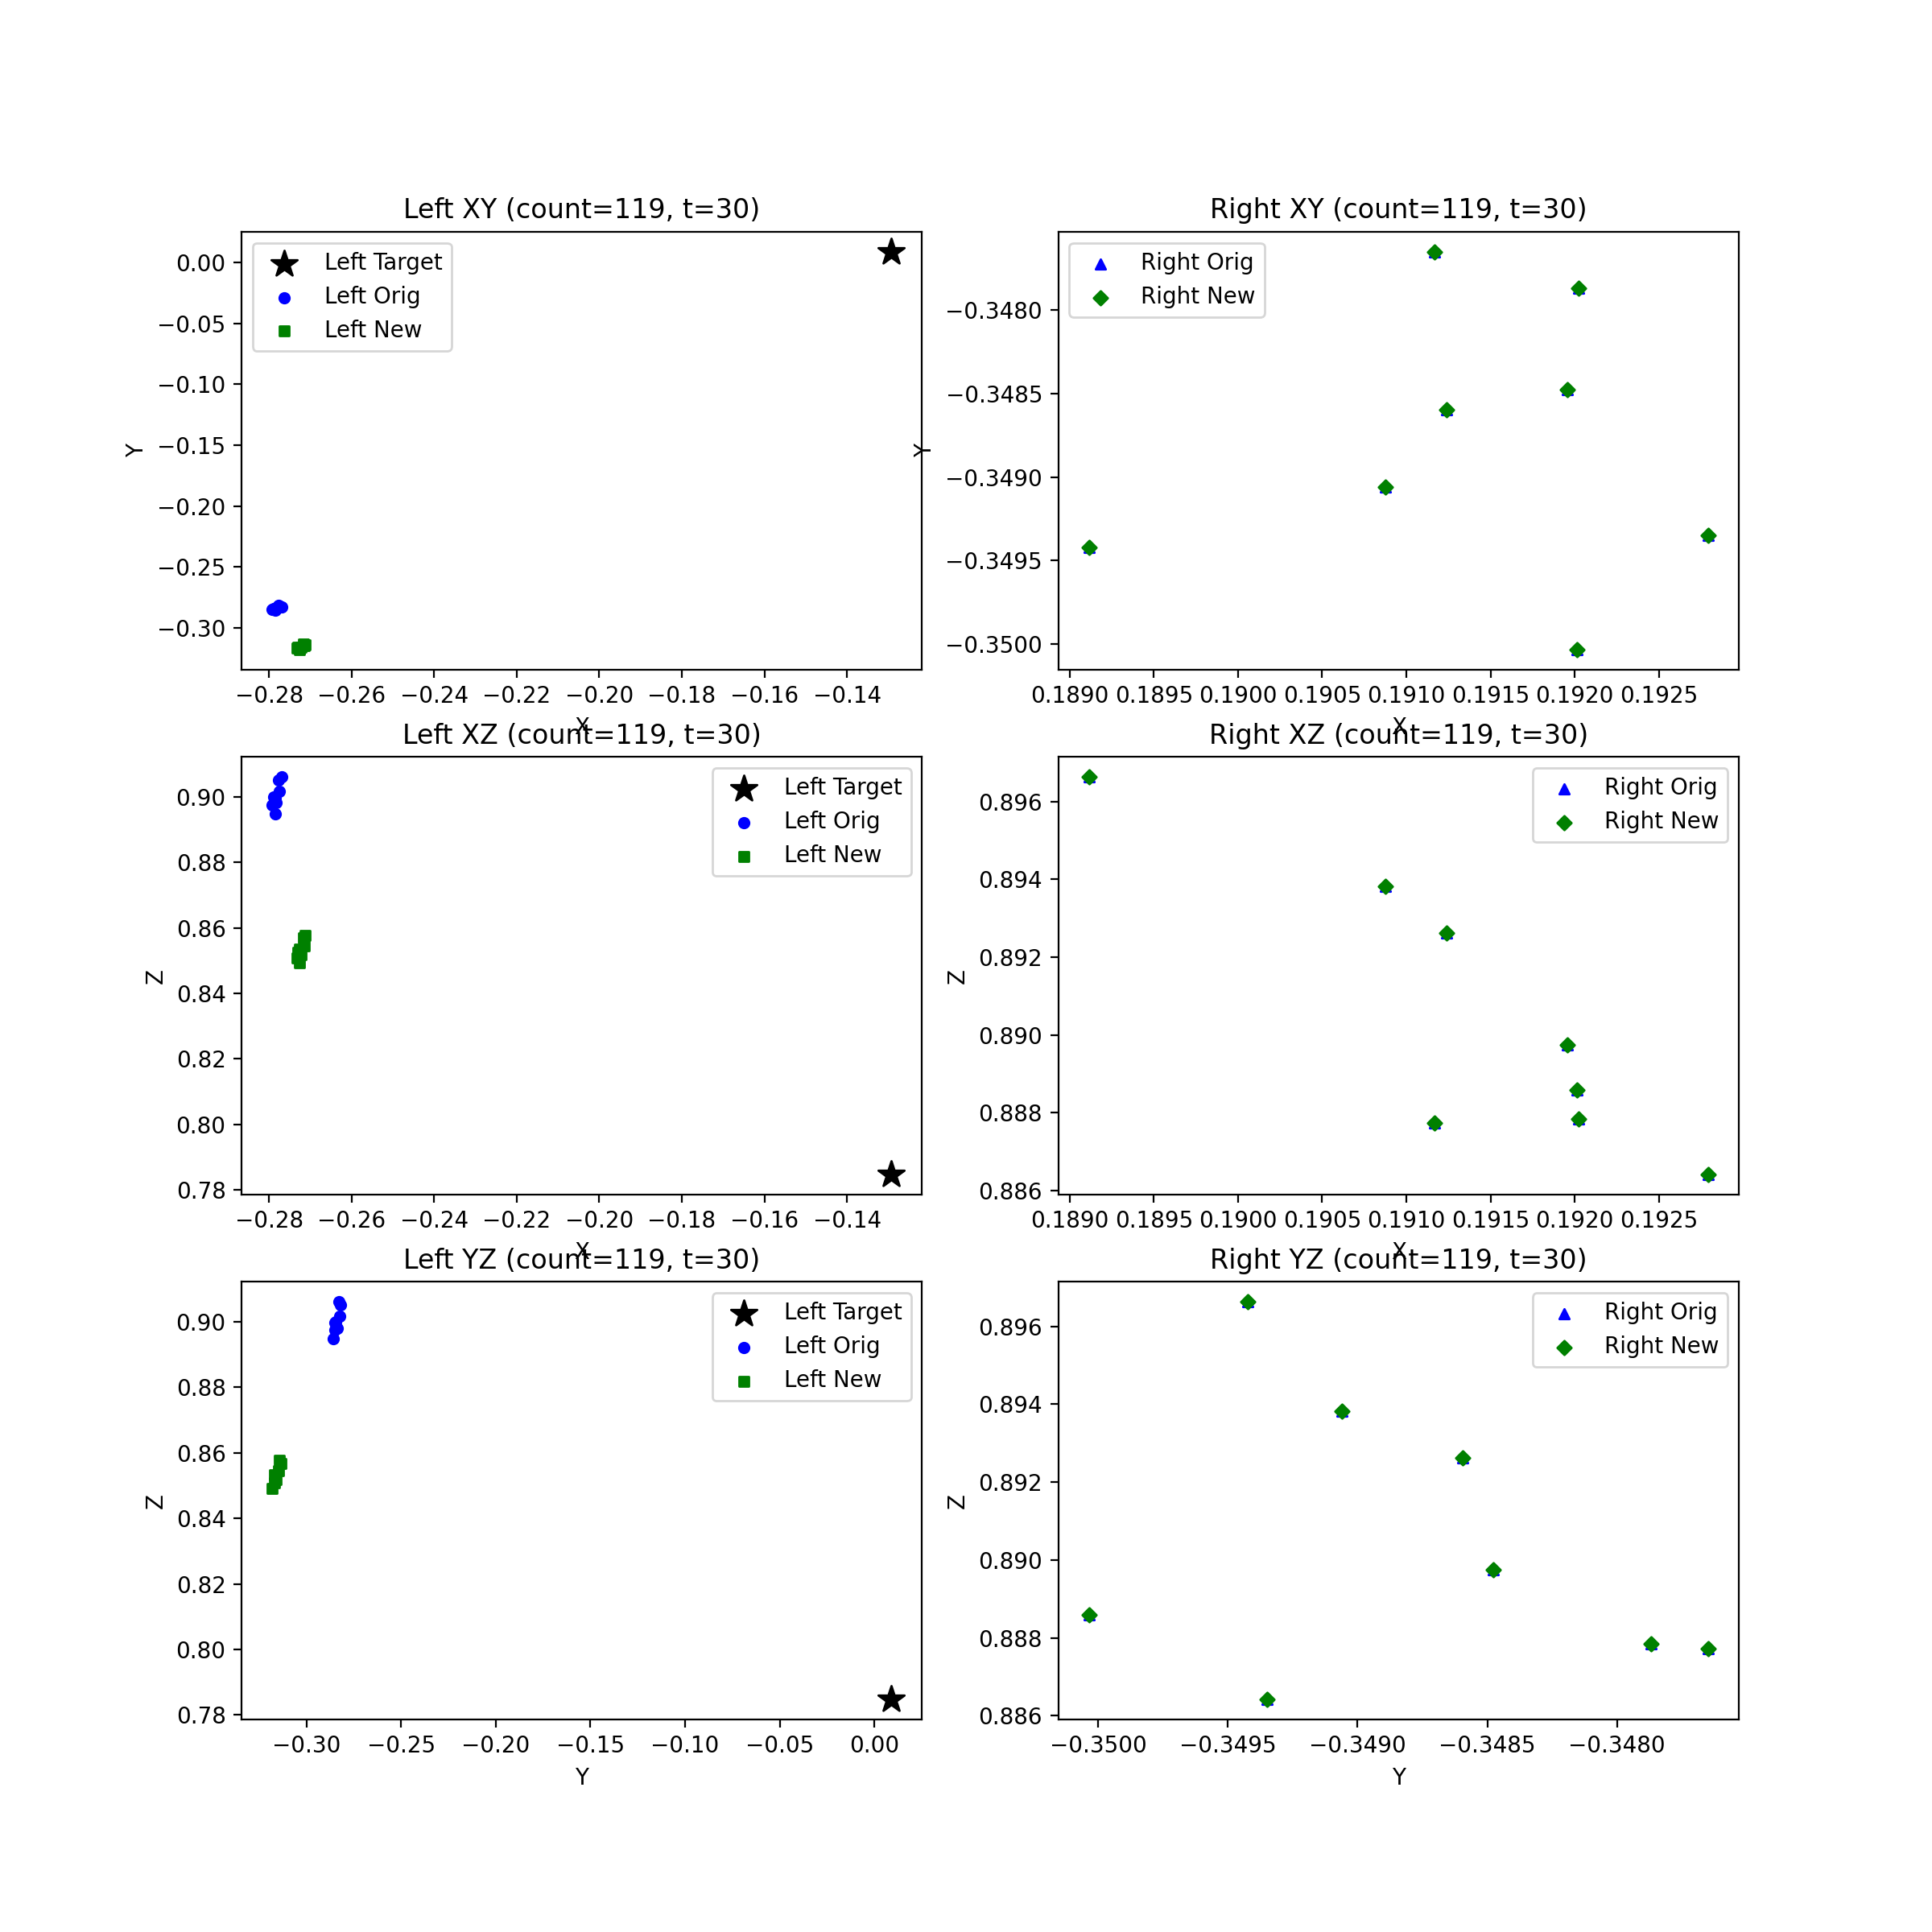 Left XY (count=119, t=30)
Left Target
Left Orig
Left New
0.00
−0.05
−0.10
−0.15
−0.20
−0.25
−0.30
Y
−0.28 −0.26 −0.24 −0.22 −0.20 −0.18 −0.16 −0.14
X
Right XY (count=119, t=30)
Right Orig
Right New
−0.3480
−0.3485
−0.3490
−0.3495
−0.3500
Y
0.1890 0.1895 0.1900 0.1905 0.1910 0.1915 0.1920 0.1925
X
Left XZ (count=119, t=30)
Left Target
Left Orig
Left New
0.90
0.88
0.86
0.84
0.82
0.80
0.78
Z
−0.28 −0.26 −0.24 −0.22 −0.20 −0.18 −0.16 −0.14
X
Right XZ (count=119, t=30)
Right Orig
Right New
0.896
0.894
0.892
0.890
0.888
0.886
Z
0.1890 0.1895 0.1900 0.1905 0.1910 0.1915 0.1920 0.1925
X
Left YZ (count=119, t=30)
Left Target
Left Orig
Left New
0.90
0.88
0.86
0.84
0.82
0.80
0.78
Z
−0.30 −0.25 −0.20 −0.15 −0.10 −0.05 0.00
Y
Right YZ (count=119, t=30)
Right Orig
Right New
0.896
0.894
0.892
0.890
0.888
0.886
Z
−0.3500 −0.3495 −0.3490 −0.3485 −0.3480
Y